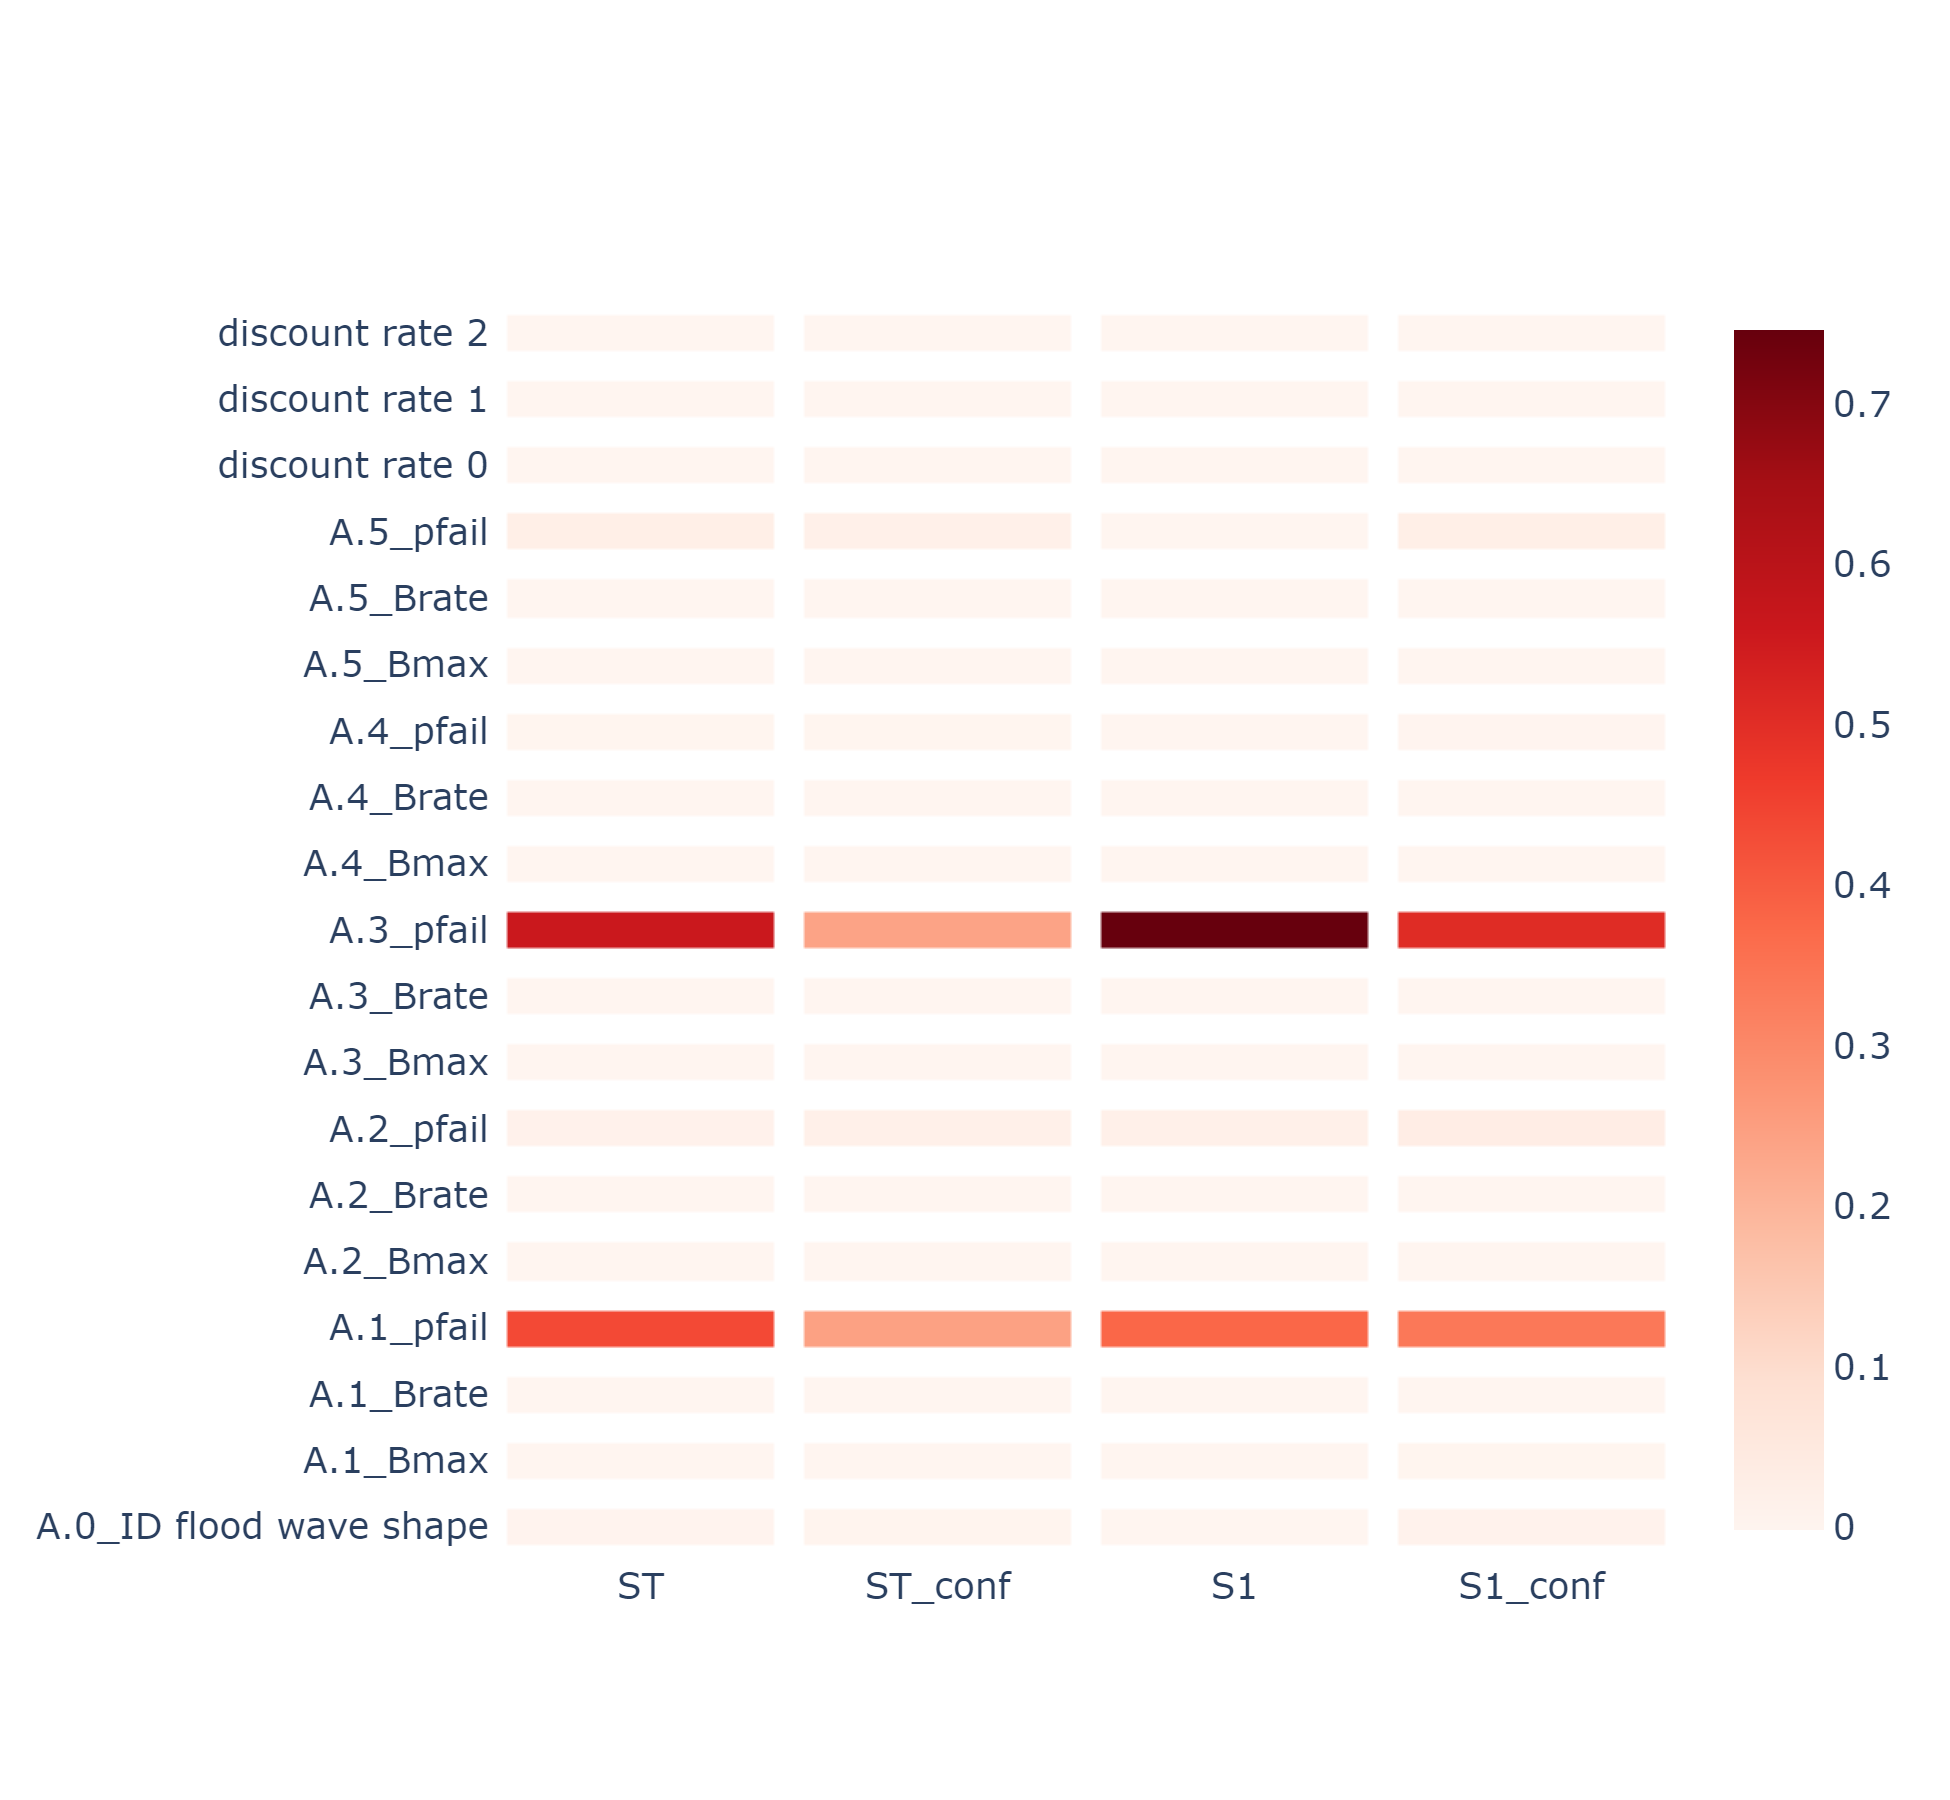 discount rate 2
discount rate 1
discount rate 0
A.5_pfail
A.5_Brate
A.5_Bmax
A.4_pfail
A.4_Brate
A.4_Bmax
A.3_pfail
A.3_Brate
A.3_Bmax
A.2_pfail
A.2_Brate
A.2_Bmax
A.1_pfail
A.1_Brate
A.1_Bmax
A.0_ID flood wave shape
ST ST_conf S1 S1_conf
0.7
0.6
0.5
0.4
0.3
0.2
0.1
0